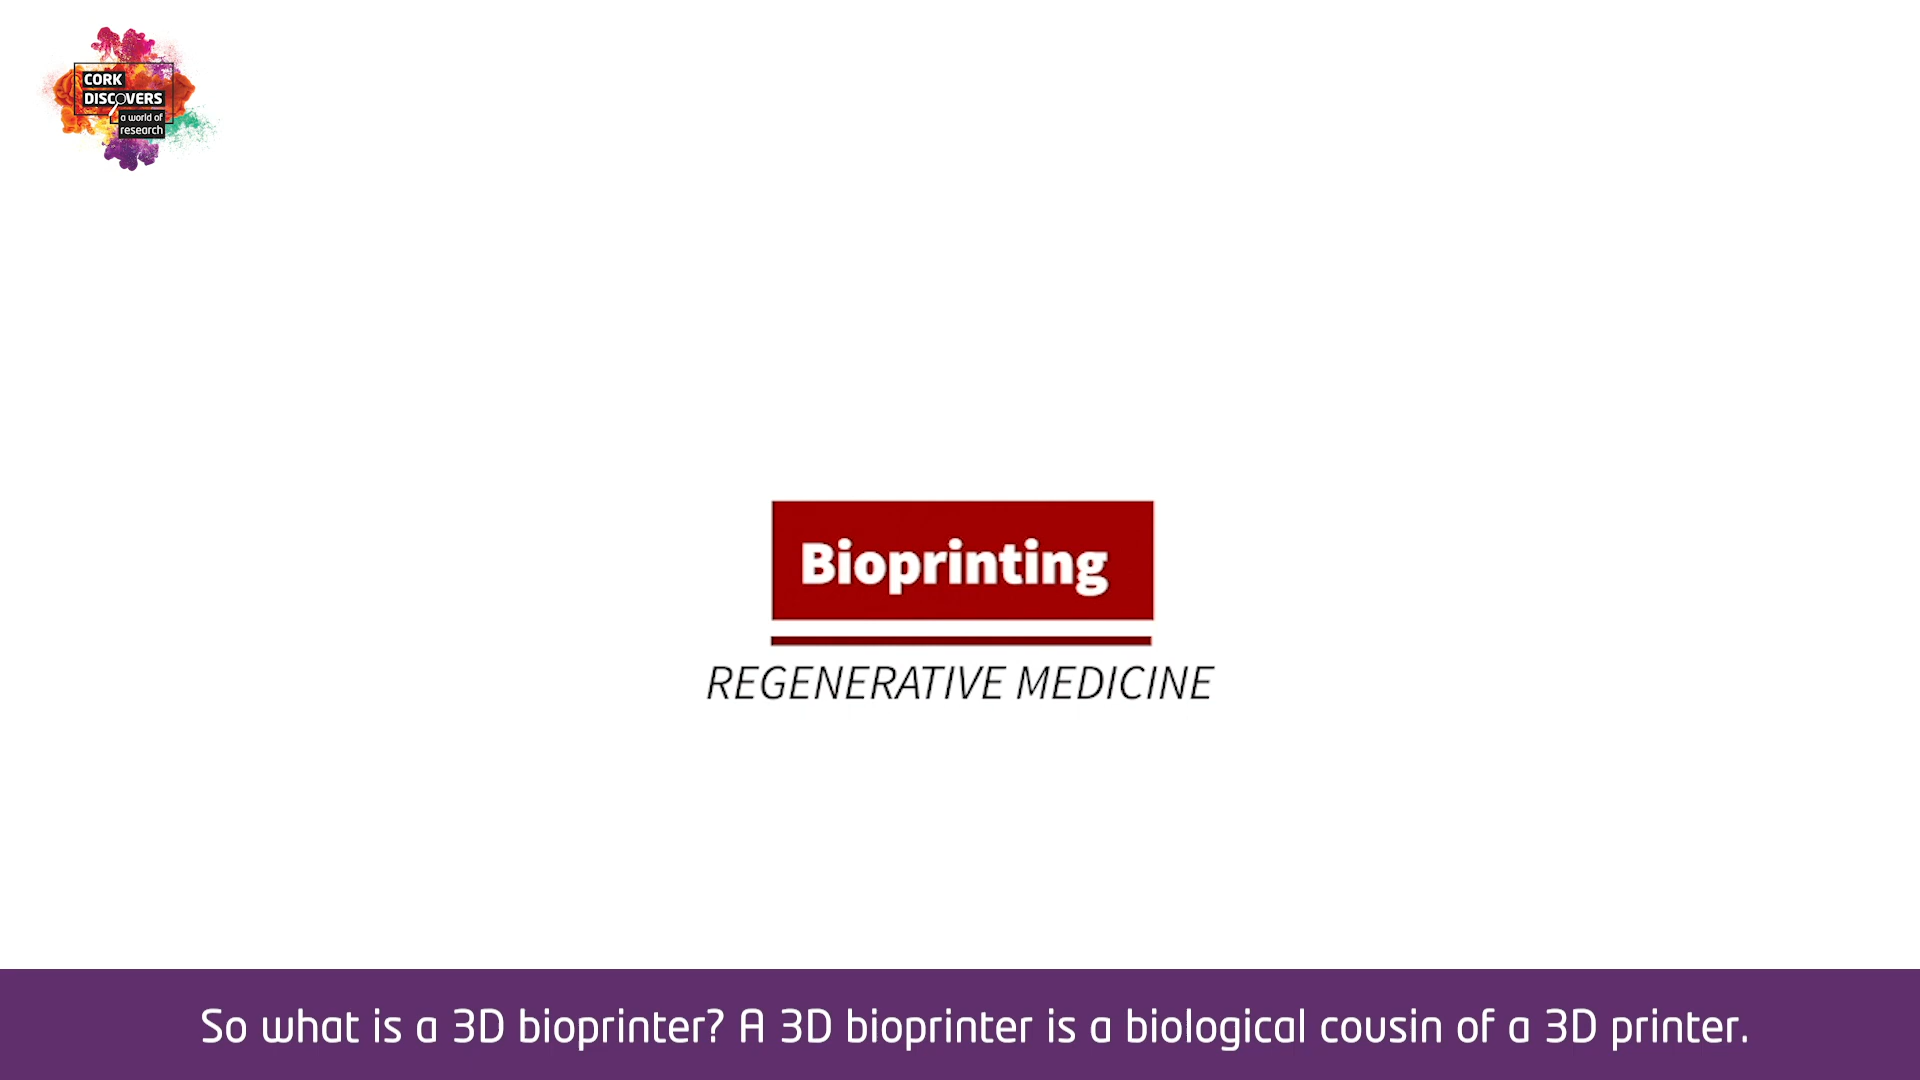 CORK
DISCOVERS
a world of
research
Bioprinting
REGENERATIVE MEDICINE
So what is a 3D bioprinter? A 3D bioprinter is a biological cousin of a 3D printer.